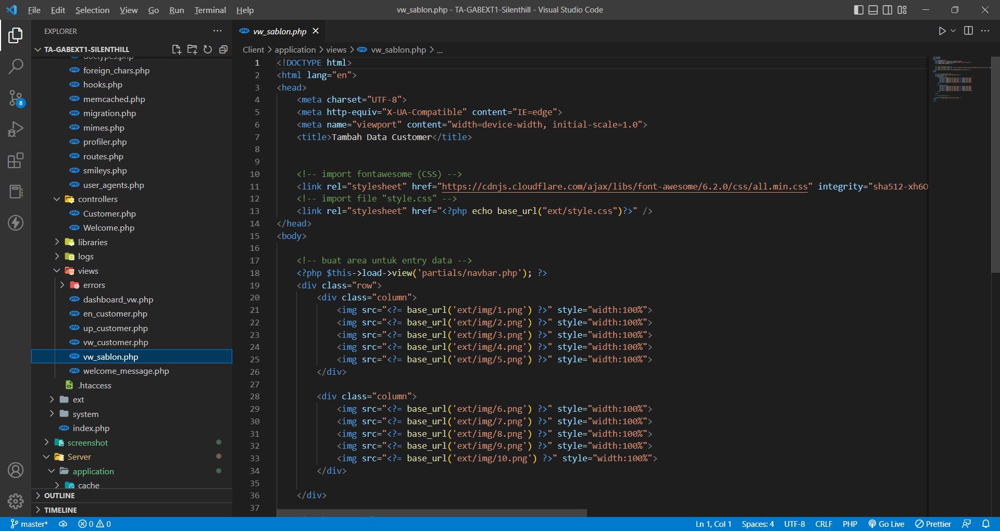 File Edit Selection View Go Run Terminal Help
vw_sablon.php - TA-GABEXT1-Silenthill - Visual Studio Code
EXPLORER
TA-GABEXT1-SILENTHILL
doctypes.php
foreign_chars.php
hooks.php
memcached.php
migration.php
mimes.php
profiler.php
routes.php
smileys.php
user_agents.php
controllers
Customer.php
Welcome.php
libraries
logs
views
errors
dashboard_vw.php
en_customer.php
up_customer.php
vw_customer.php
vw_sablon.php
welcome_message.php
.htaccess
ext
system
index.php
screenshot
Server
application
cache
OUTLINE
TIMELINE
8
vw_sablon.php
Client > application > views > vw_sablon.php > ...
1 <!DOCTYPE html>
2 <html lang="en">
3 <head>
4 <meta charset="UTF-8">
5 <meta http-equiv="X-UA-Compatible" content="IE=edge">
6 <meta name="viewport" content="width=device-width, initial-scale=1.0">
7 <title>Tambah Data Customer</title>
8
9
10 <!-- import fontawesome (CSS) -->
11 <link rel="stylesheet" href="https://cdnjs.cloudflare.com/ajax/libs/font-awesome/6.2.0/css/all.min.css" integrity="sha512-xh6O
12 <!-- import file "style.css" -->
13 <link rel="stylesheet" href="<?php echo base_url("ext/style.css")?>" />
14 </head>
15 <body>
16
17 <!-- buat area untuk entry data -->
18 <?php $this->load->view('partials/navbar.php'); ?>
19 <div class="row">
20 <div class="column">
21 <img src="<?= base_url('ext/img/1.png') ?>" style="width:100%">
22 <img src="<?= base_url('ext/img/2.png') ?>" style="width:100%">
23 <img src="<?= base_url('ext/img/3.png') ?>" style="width:100%">
24 <img src="<?= base_url('ext/img/4.png') ?>" style="width:100%">
25 <img src="<?= base_url('ext/img/5.png') ?>" style="width:100%">
26 </div>
27
28 <div class="column">
29 <img src="<?= base_url('ext/img/6.png') ?>" style="width:100%">
30 <img src="<?= base_url('ext/img/7.png') ?>" style="width:100%">
31 <img src="<?= base_url('ext/img/8.png') ?>" style="width:100%">
32 <img src="<?= base_url('ext/img/9.png') ?>" style="width:100%">
33 <img src="<?= base_url('ext/img/10.png') ?>" style="width:100%">
34 </div>
35
36 </div>
37
master* 0 0 Ln 1, Col 1 Spaces: 4 UTF-8 CRLF PHP Go Live Prettier